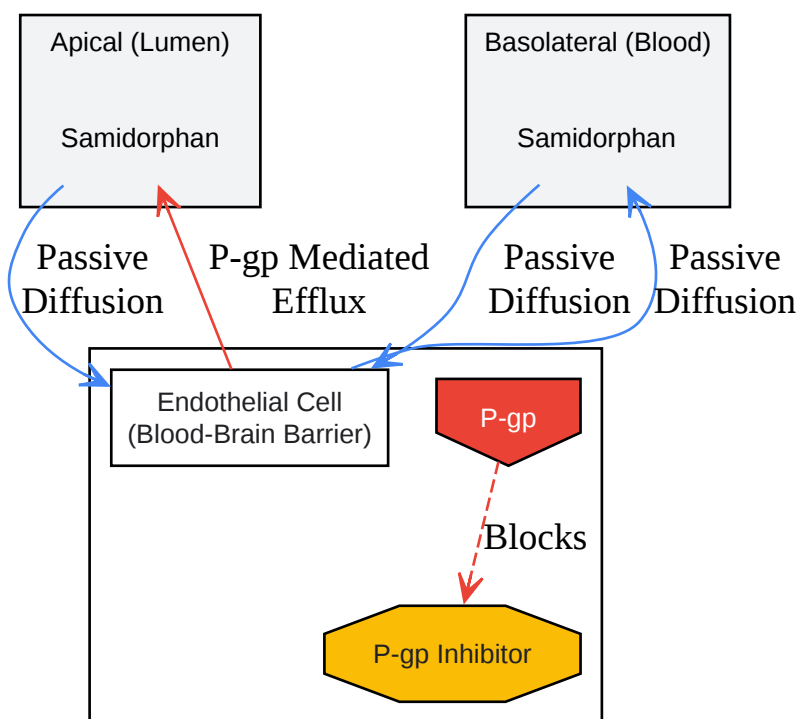 Apical (Lumen)
Basolateral (Blood)
Samidorphan
Samidorphan
Passive
Diffusion
P-gp Mediated
Efflux
Passive
Diffusion
Passive
Diffusion
Endothelial Cell
(Blood-Brain Barrier)
P-gp
Blocks
P-gp Inhibitor